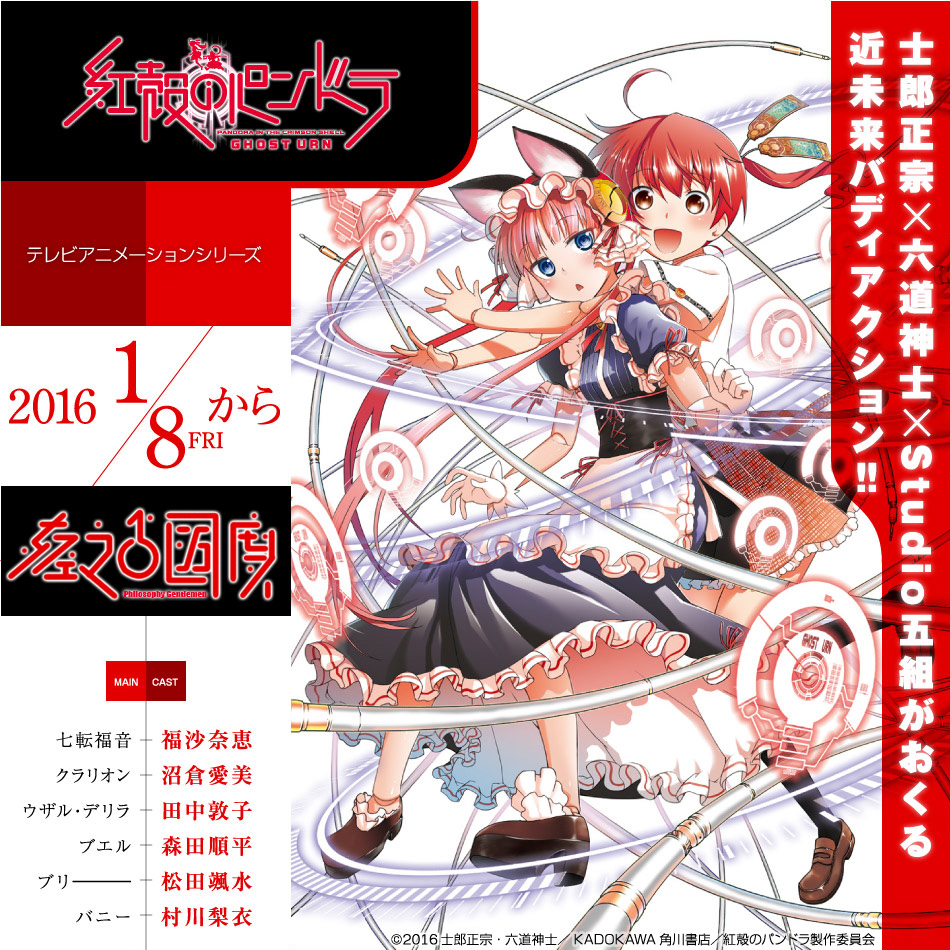 紅殻のパンドラ
PANDORA IN THE CRIMSON SHELL
GHOST URN
テレビアニメーションシリーズ
2016 1/8 FRI から
Philosophy Gendemen
MAIN CAST
七転福音 福沙奈恵
クラリオン 沼倉愛美
ウザル・デリラ 田中敦子
ブエル 森田順平
ブリ─── 松田颯水
バニー 村川梨衣
士郎正宗×六道神士×Studio五組がおくる
近未来バディアクション!!
GHOST URN
©2016 士郎正宗・六道神士／KADOKAWA 角川書店／紅殻のパンドラ製作委員会